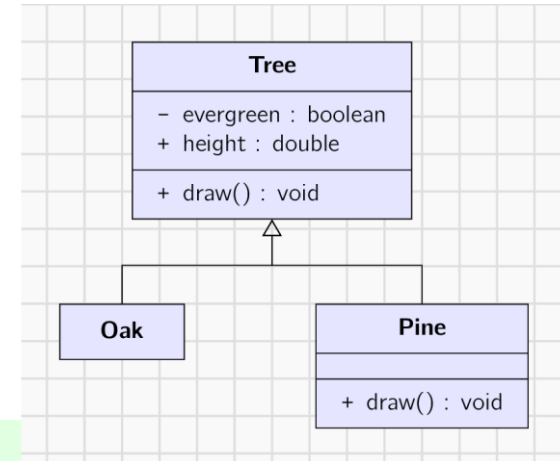 Tree
- evergreen : boolean
+ height : double
+ draw() : void
Oak
Pine
+ draw() : void